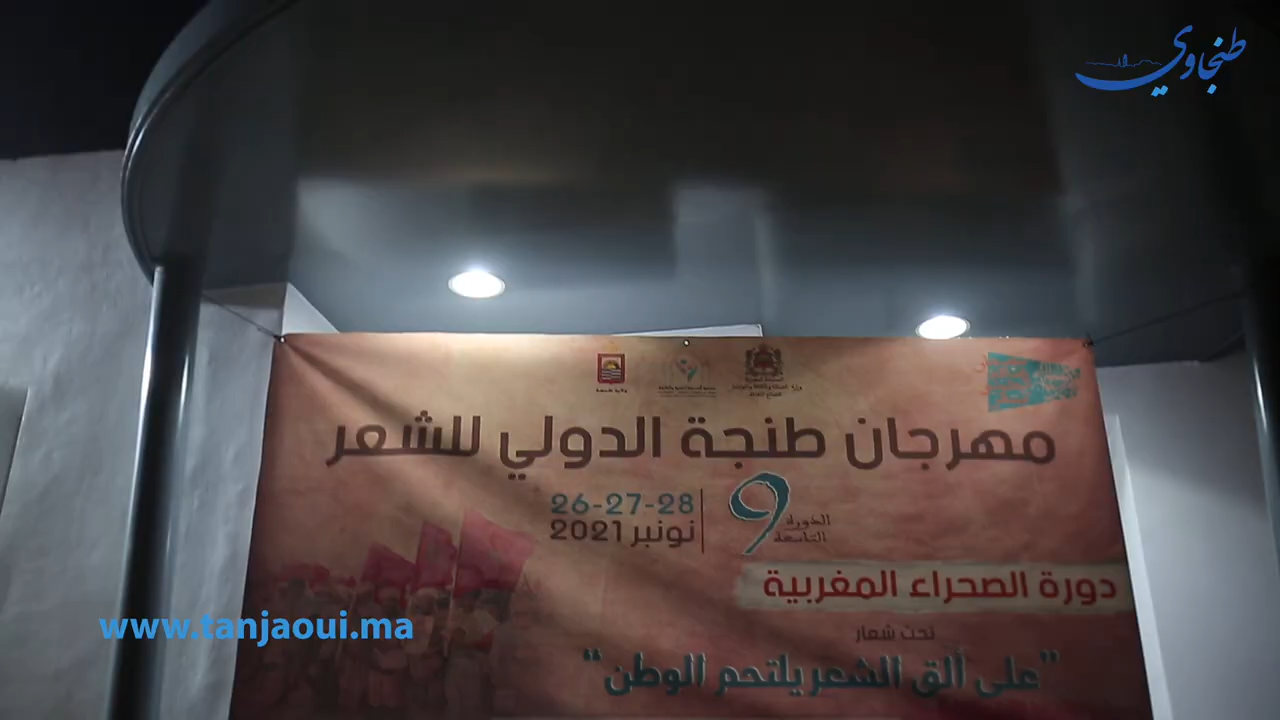 طنجاوي
مهرجان طنجة الدولي للشعر
26-27-28
نونبر 2021
9
الدورة
التاسعة
دورة الصحراء المغربية
تحت شعار
"على ألق الشعر يلتحم الوطن"
www.tanjaoui.ma